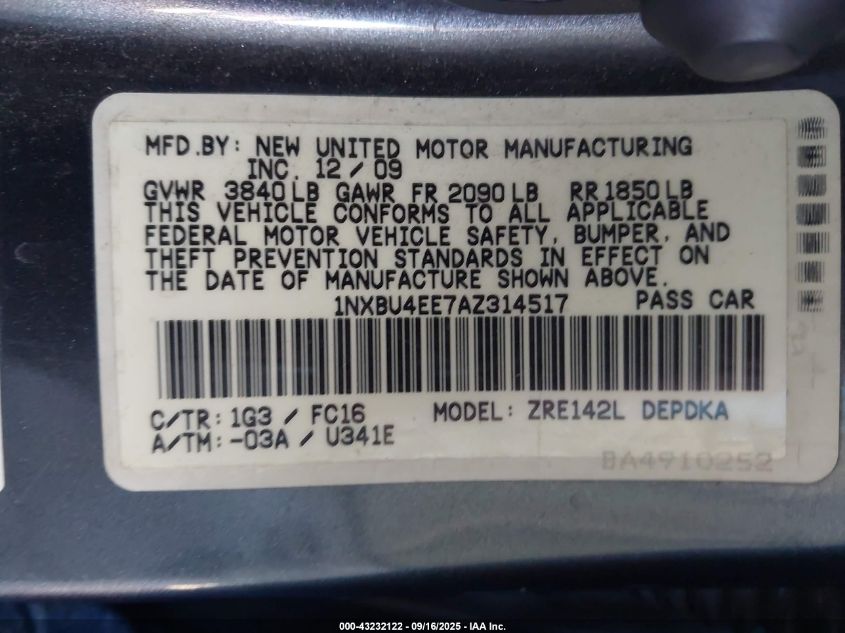 MFD.BY: NEW UNITED MOTOR MANUFACTURING
INC. 12 / 09
GVWR 3840 LB GAWR FR 2090 LB RR 1850 LB
THIS VEHICLE CONFORMS TO ALL APPLICABLE
FEDERAL MOTOR VEHICLE SAFETY, BUMPER, AND
THEFT PREVENTION STANDARDS IN EFFECT ON
THE DATE OF MANUFACTURE SHOWN ABOVE.
1NXBU4EE7AZ314517 PASS CAR
C/TR: 1G3 / FC16 MODEL: ZRE142L DEPDKA
A/TM: -03A / U341E
BA4910252
000-43232122 - 09/16/2025 - IAA Inc.